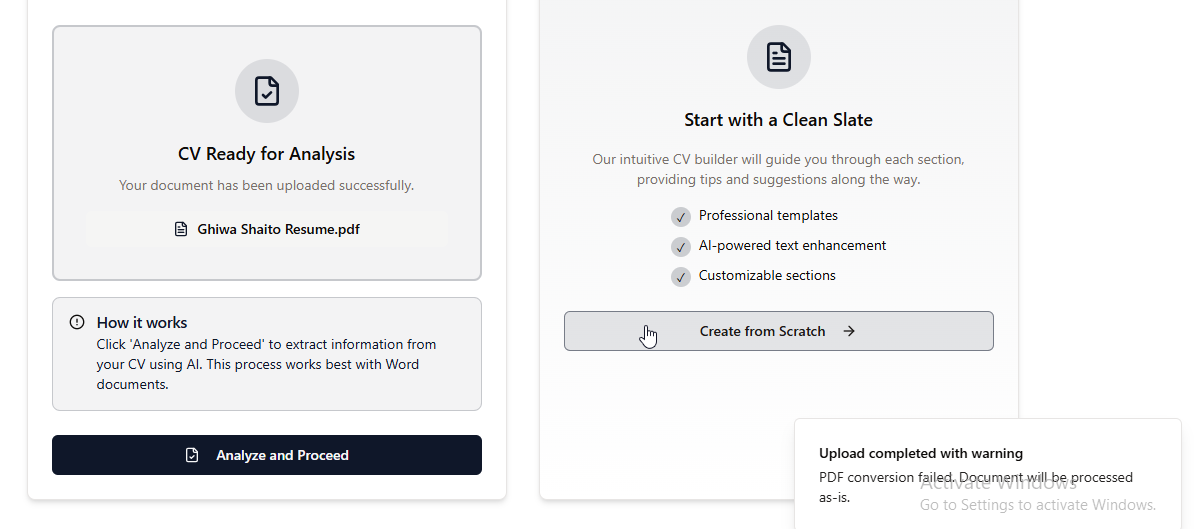 CV Ready for Analysis
Your document has been uploaded successfully.
Ghiwa Shaito Resume.pdf
How it works
Click 'Analyze and Proceed' to extract information from
your CV using AI. This process works best with Word
documents.
Analyze and Proceed
Start with a Clean Slate
Our intuitive CV builder will guide you through each section,
providing tips and suggestions along the way.
Professional templates
AI-powered text enhancement
Customizable sections
Create from Scratch
Upload completed with warning
PDF conversion failed. Document will be processed
as-is.
Activate Windows
Go to Settings to activate Windows.